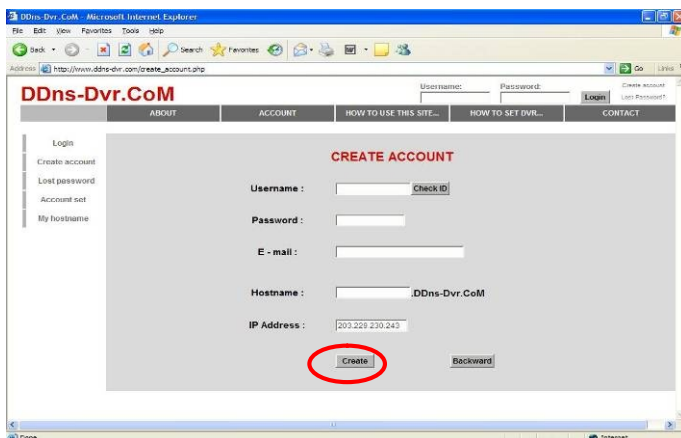 DDns-Dvr.CoM - Microsoft Internet Explorer
File Edit View Favorites Tools Help
Back Search Favorites
Address http://www.ddns-dvr.com/create_account.php Go Links
DDns-Dvr.CoM
Username: Password: Login Create account
Lost Password?
ABOUT ACCOUNT HOW TO USE THIS SITE... HOW TO SET DVR... CONTACT
Login
Create account
Lost password
Account set
My hostname
CREATE ACCOUNT
Username : Check ID
Password :
E - mail :
Hostname : .DDns-Dvr.CoM
IP Address : 203.229.230.243
Create Backward
Done Internet